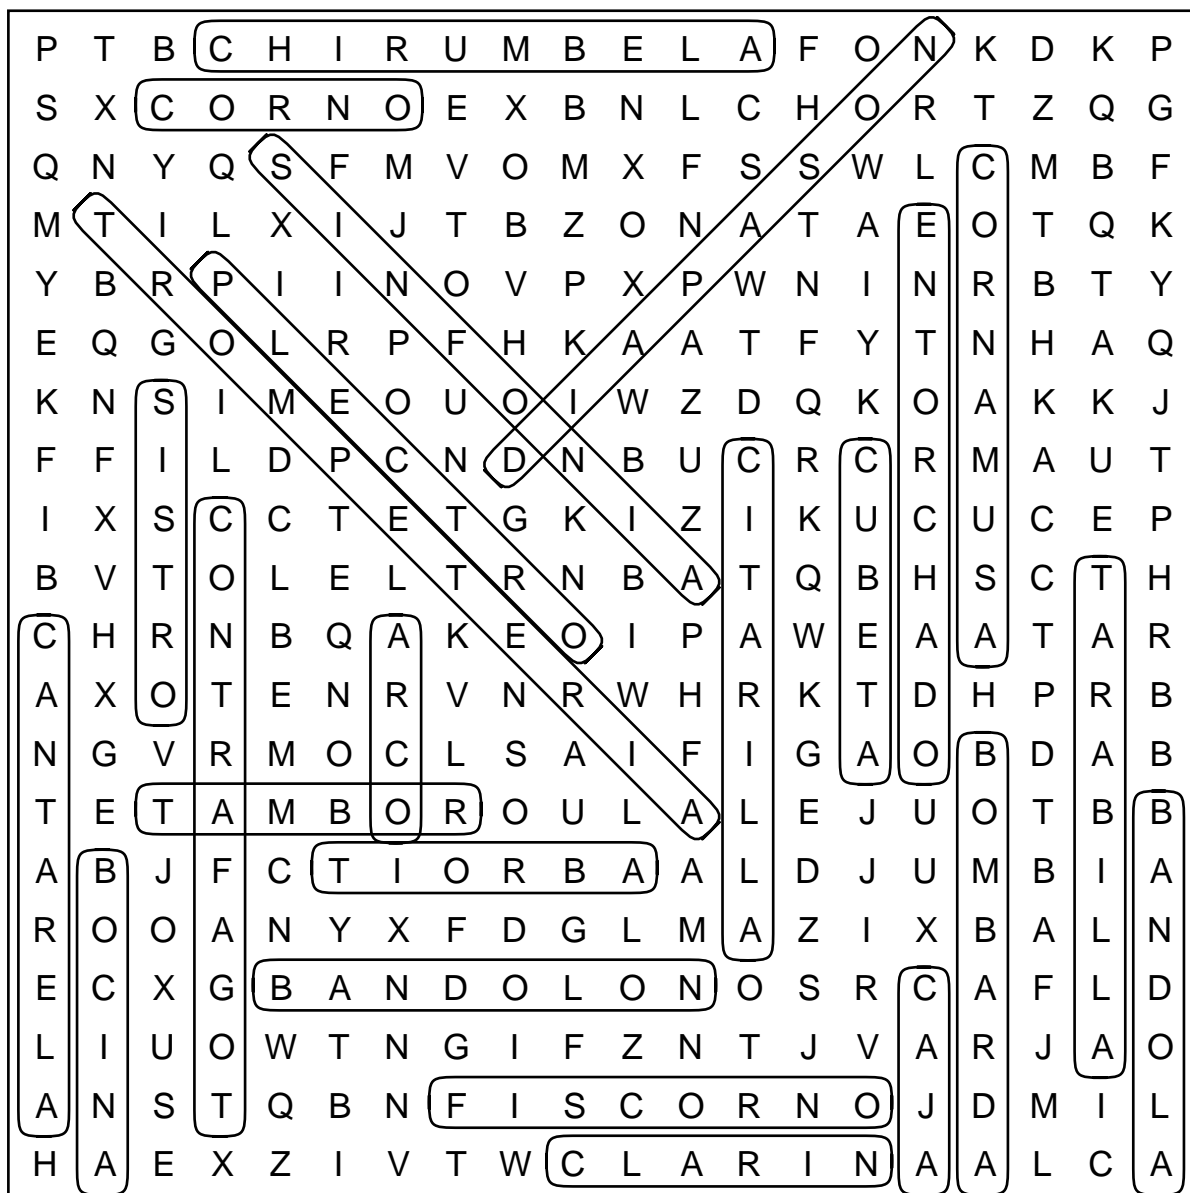 P T B C H I R U M B E L A F O N K D K P
S X C O R N O E X B N L C H O R T Z Q G
Q N Y Q S F M V O M X F S S W L C M B F
M T I L X I J T B Z O N A T A E O T Q K
Y B R P I I N O V P X P W N I N R B T Y
E Q G O L R P F H K A A T F Y T N H A Q
K N S I M E O U O I W Z D Q K O A K K J
F F I L D P C N D N B U C R C R M A U T
I X S C C T E T G K I Z I K U C U C E P
B V T O L E L T R N B A T Q B H S C T H
C H R N B Q A K E O I P A W E A A T A R
A X O T E N R V N R W H R K T D H P R B
N G V R M O C L S A I F I G A O B D A B
T E T A M B O R O U L A L E J U O T B B
A B J F C T I O R B A A L D J U M B I A
R O O A N Y X F D G L M A Z I X B A L N
E C X G B A N D O L O N O S R C A F L D
L I U O W T N G I F Z N T J V A R J A O
A N S T Q B N F I S C O R N O J D M I L
H A E X Z I V T W C L A R I N A A L C A